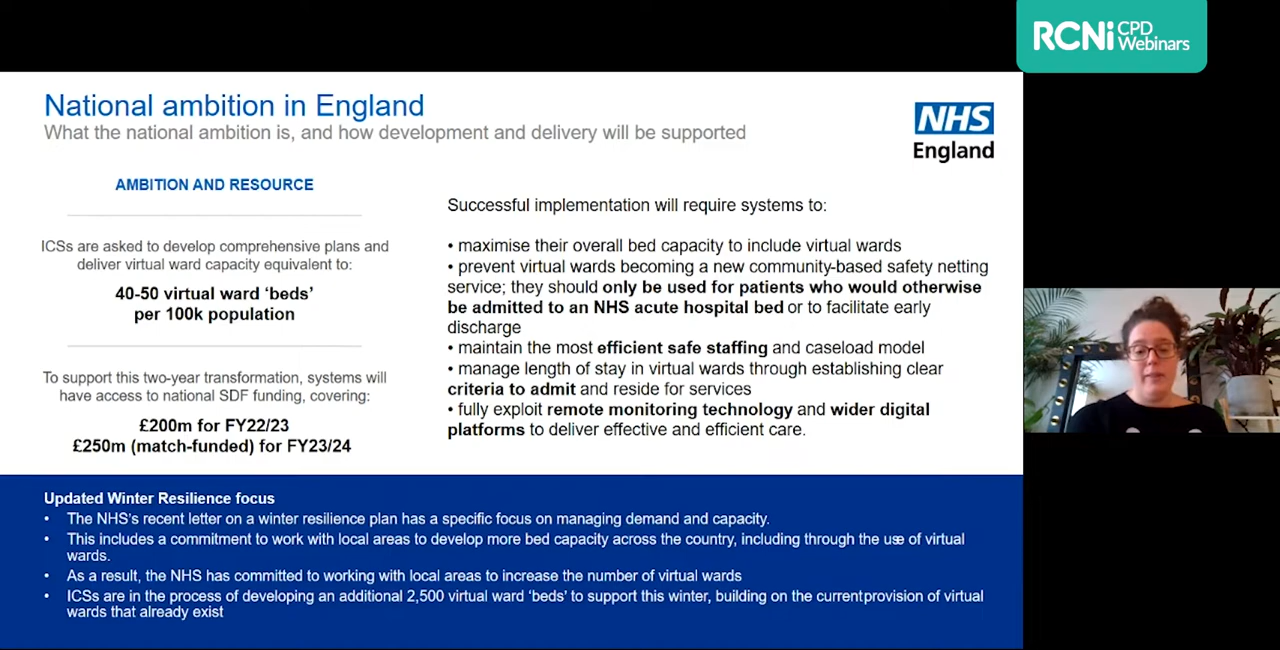 RCNi CPD
Webinars
National ambition in England
What the national ambition is, and how development and delivery will be supported
NHS
England
AMBITION AND RESOURCE
ICSs are asked to develop comprehensive plans and
deliver virtual ward capacity equivalent to:
40-50 virtual ward ‘beds’
per 100k population
To support this two-year transformation, systems will
have access to national SDF funding, covering:
£200m for FY22/23
£250m (match-funded) for FY23/24
Successful implementation will require systems to:
• maximise their overall bed capacity to include virtual wards
• prevent virtual wards becoming a new community-based safety netting
service; they should only be used for patients who would otherwise
be admitted to an NHS acute hospital bed or to facilitate early
discharge
• maintain the most efficient safe staffing and caseload model
• manage length of stay in virtual wards through establishing clear
criteria to admit and reside for services
• fully exploit remote monitoring technology and wider digital
platforms to deliver effective and efficient care.
Updated Winter Resilience focus
• The NHS's recent letter on a winter resilience plan has a specific focus on managing demand and capacity.
• This includes a commitment to work with local areas to develop more bed capacity across the country, including through the use of virtual
wards.
• As a result, the NHS has committed to working with local areas to increase the number of virtual wards
• ICSs are in the process of developing an additional 2,500 virtual ward ‘beds’ to support this winter, building on the current provision of virtual
wards that already exist